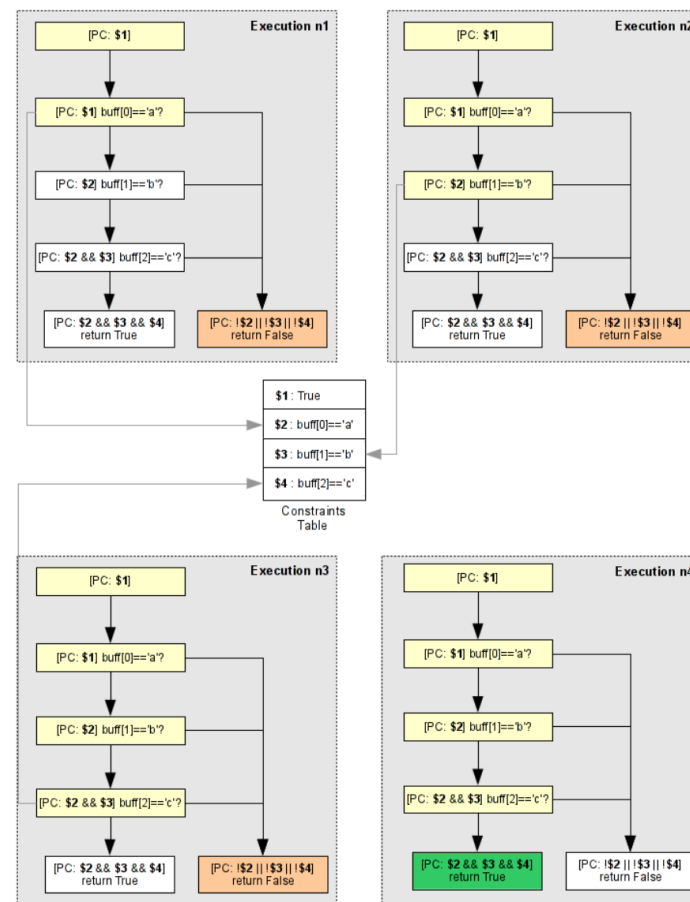 Execution n1
[PC: $1]
[PC: $1] buff[0]=='a'?
[PC: $2] buff[1]=='b'?
[PC: $2 && $3] buff[2]=='c'?
[PC: $2 && $3 && $4]
return True
[PC: !$2 || !$3 || !$4]
return False
Execution n2
[PC: $1]
[PC: $1] buff[0]=='a'?
[PC: $2] buff[1]=='b'?
[PC: $2 && $3] buff[2]=='c'?
[PC: $2 && $3 && $4]
return True
[PC: !$2 || !$3 || !$4]
return False
$1 : True
$2 : buff[0]=='a'
$3 : buff[1]=='b'
$4 : buff[2]=='c'
Constraints
Table
Execution n3
[PC: $1]
[PC: $1] buff[0]=='a'?
[PC: $2] buff[1]=='b'?
[PC: $2 && $3] buff[2]=='c'?
[PC: $2 && $3 && $4]
return True
[PC: !$2 || !$3 || !$4]
return False
Execution n4
[PC: $1]
[PC: $1] buff[0]=='a'?
[PC: $2] buff[1]=='b'?
[PC: $2 && $3] buff[2]=='c'?
[PC: $2 && $3 && $4]
return True
[PC: !$2 || !$3 || !$4]
return False